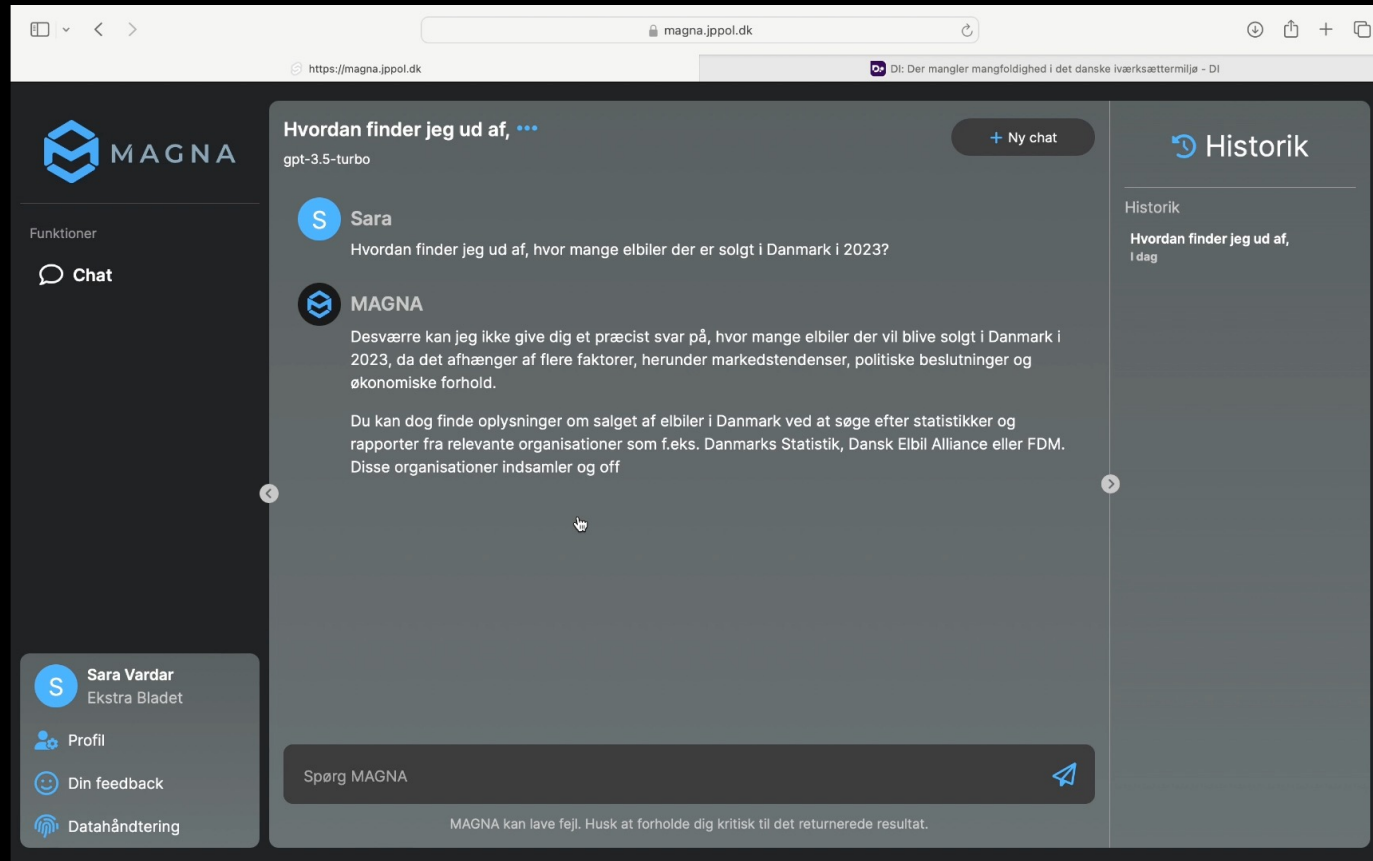 magna.jppol.dk
https://magna.jppol.dk
DI: Der mangler mangfoldighed i det danske iværksættermiljø - DI
MAGNA
Funktioner
Chat
Hvordan finder jeg ud af,
gpt-3.5-turbo
+ Ny chat
S
Sara
Hvordan finder jeg ud af, hvor mange elbiler der er solgt i Danmark i 2023?
MAGNA
Desværre kan jeg ikke give dig et præcist svar på, hvor mange elbiler der vil blive solgt i Danmark i
2023, da det afhænger af flere faktorer, herunder markedstendenser, politiske beslutninger og
økonomiske forhold.
Du kan dog finde oplysninger om salget af elbiler i Danmark ved at søge efter statistikker og
rapporter fra relevante organisationer som f.eks. Danmarks Statistik, Dansk Elbil Alliance eller FDM.
Disse organisationer indsamler og off
Historik
Historik
Hvordan finder jeg ud af,
I dag
S
Sara Vardar
Ekstra Bladet
Profil
Din feedback
Datahåndtering
Spørg MAGNA
MAGNA kan lave fejl. Husk at forholde dig kritisk til det returnerede resultat.